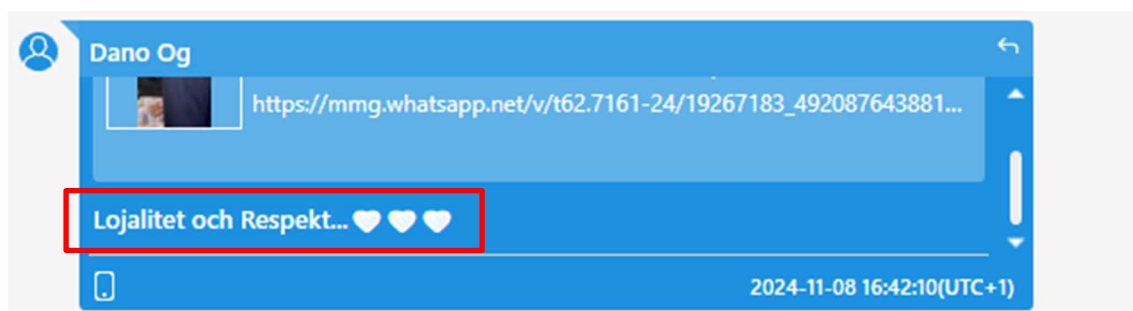 Dano Og
https://mmg.whatsapp.net/v/t62.7161-24/19267183_492087643881...
Lojalitet och Respekt...🤍🤍🤍
2024-11-08 16:42:10(UTC+1)